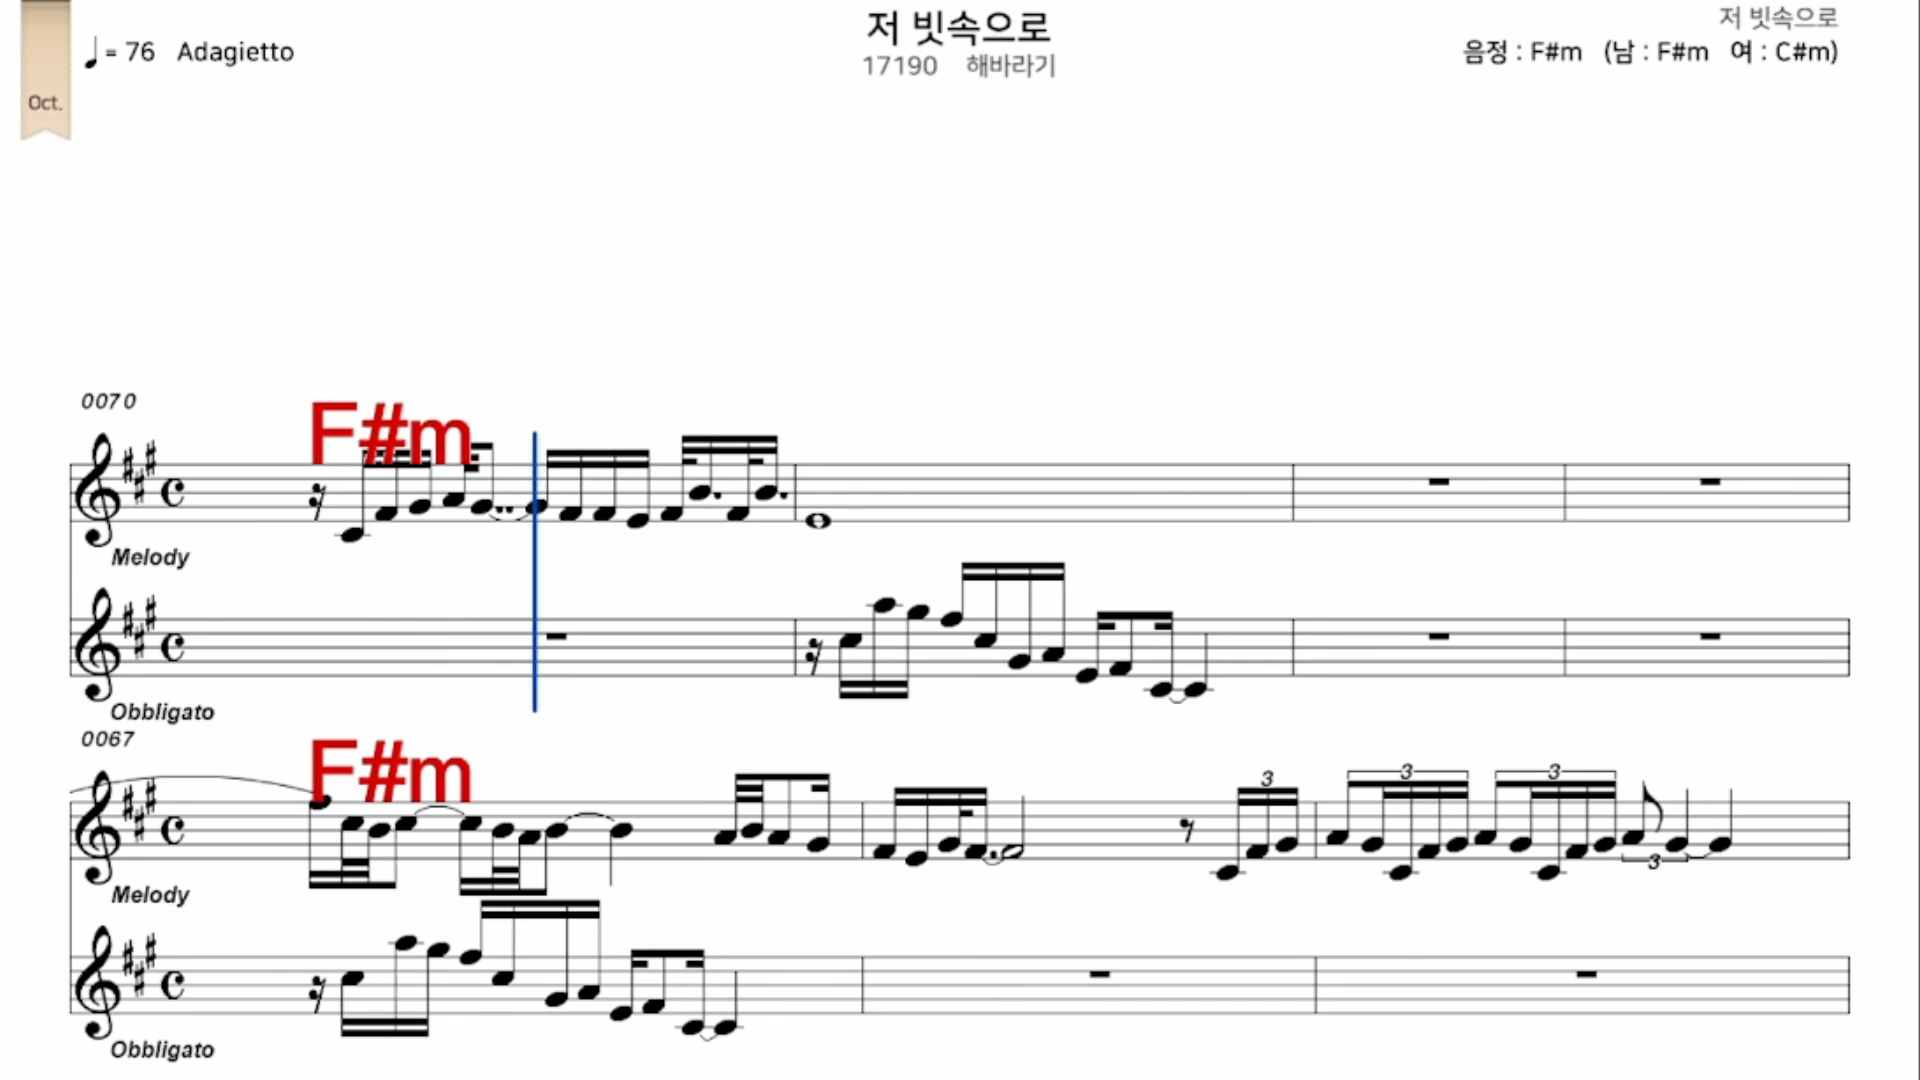 저 빗속으로
저 빗속으로
= 76 Adagietto
17190 해바라기
음정 : F#m (남 : F#m 여 : C#m)
Oct.
0070
F#m
Melody
Obbligato
0067
F#m
3
3
3
3
Melody
Obbligato